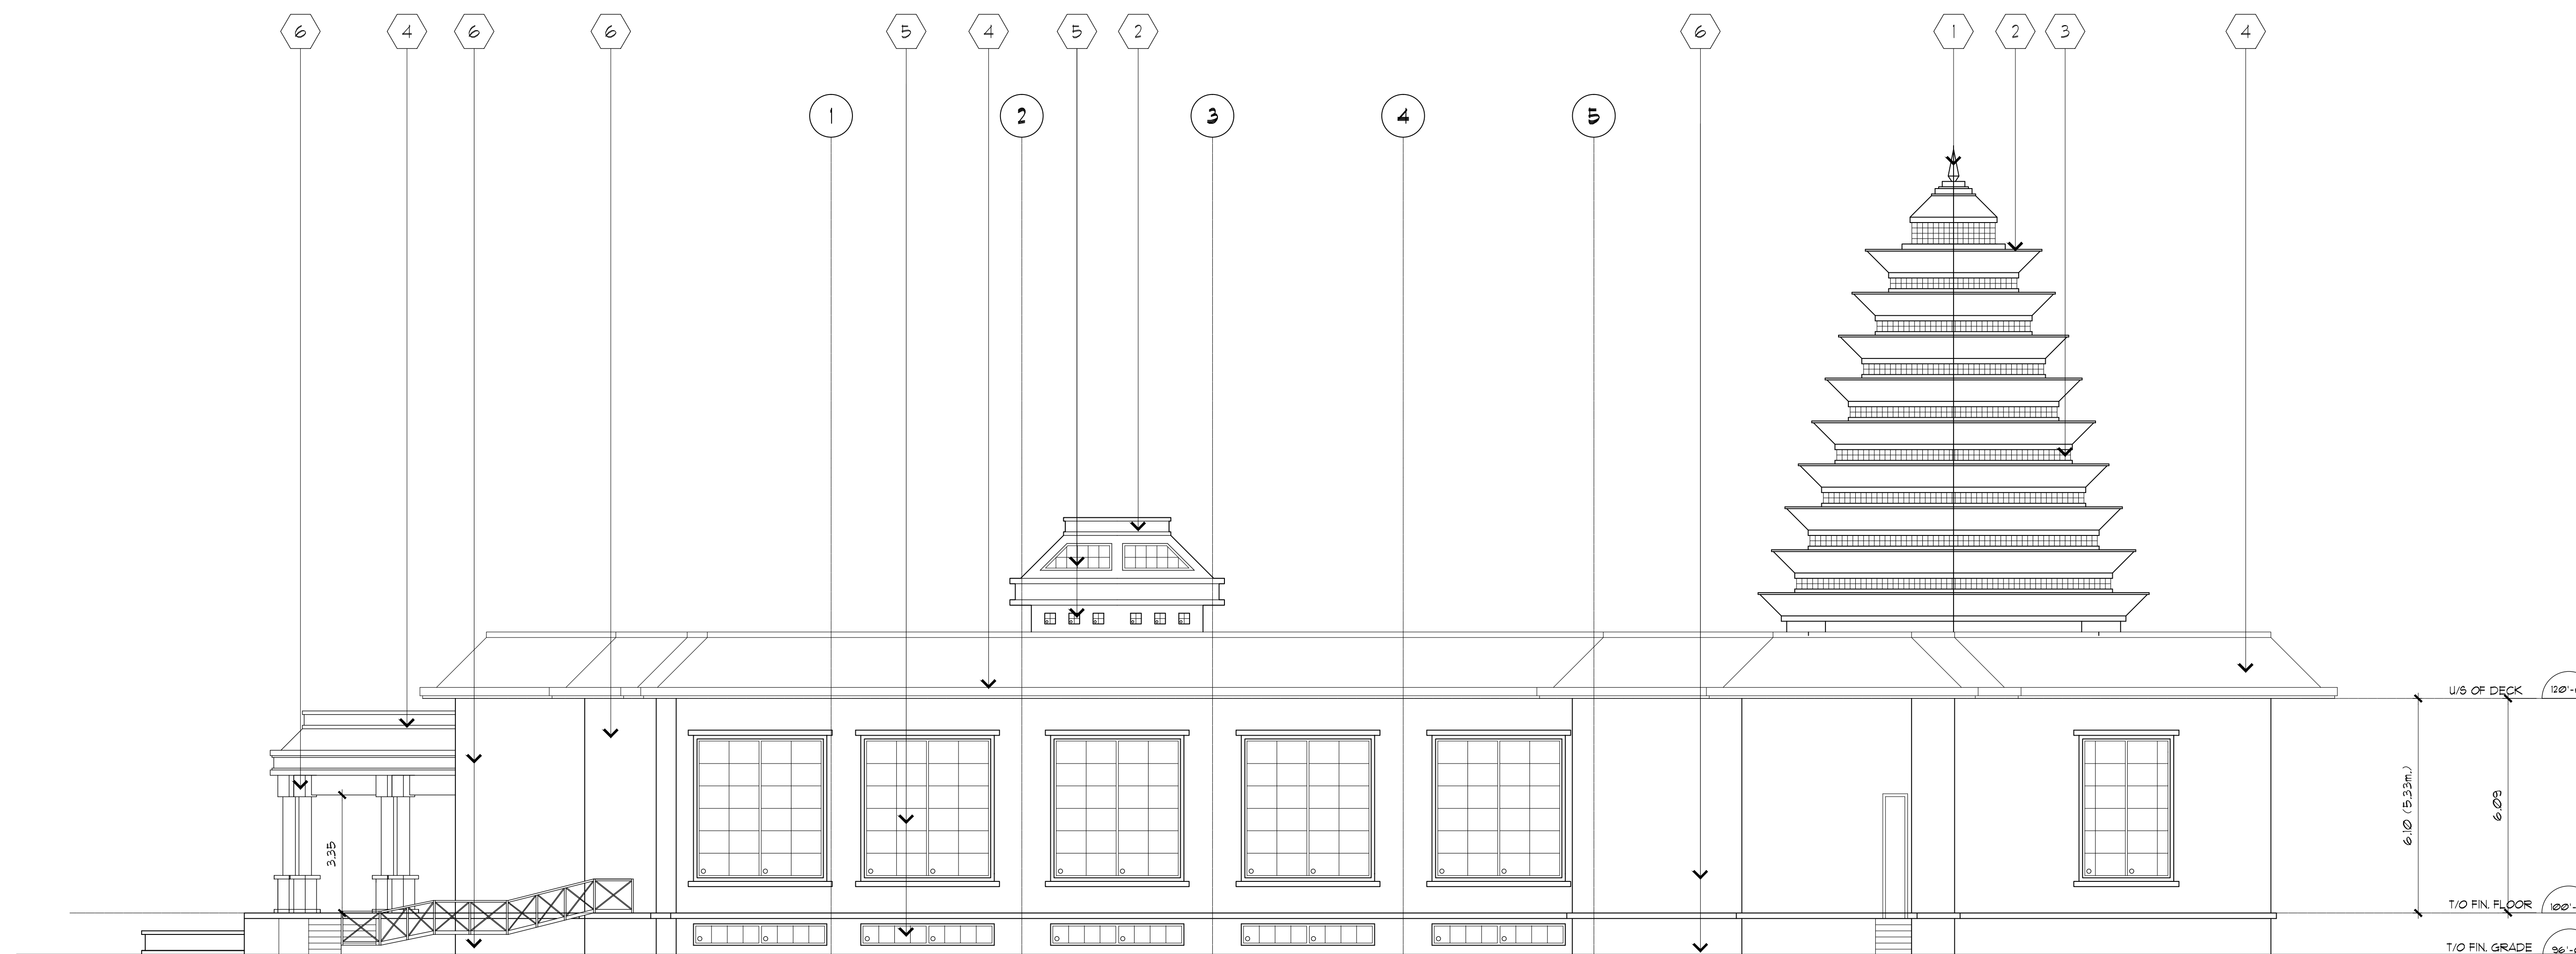 6 4 6 6 5 4 5 2 6 1 2 3 4
1 2 3 4 5
U/S OF DECK
3.35
6.10 (5.33m.)
6.09
T/O FIN. FLOOR
T/O FIN. GRADE